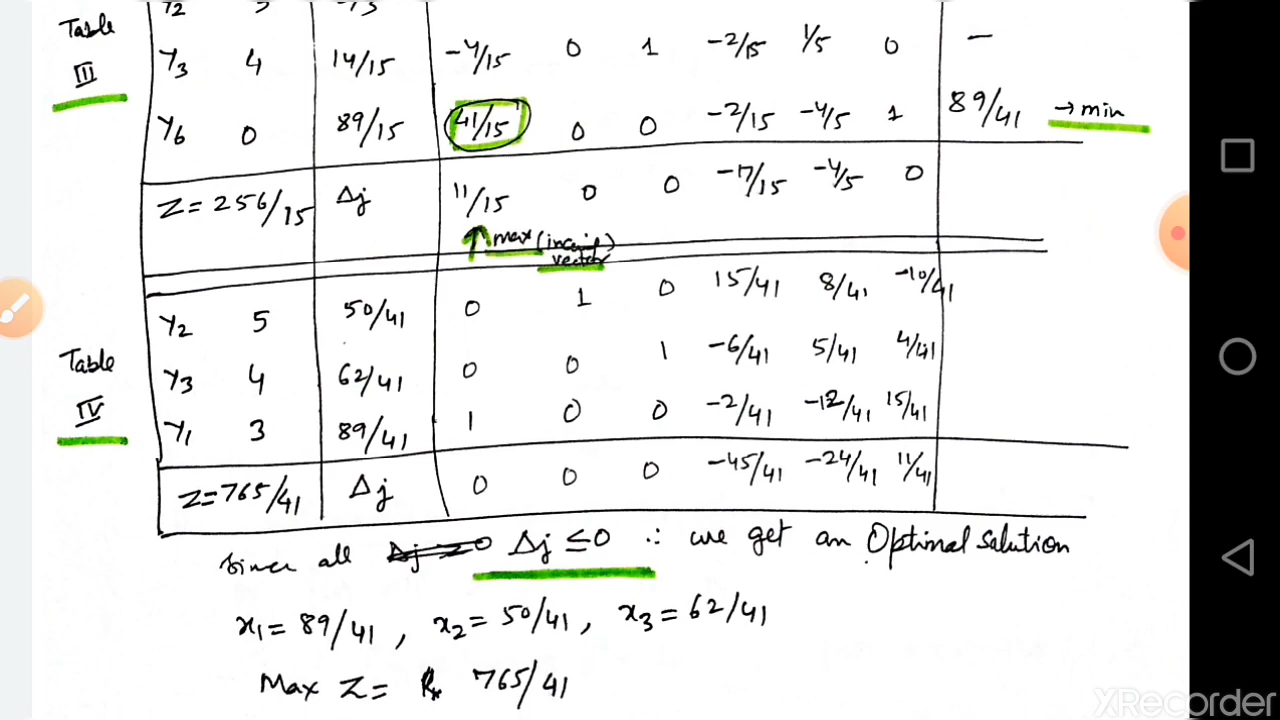 Table III
Y3 4 14/15 -4/15 0 1 -2/15 1/5 0 —
Y6 0 89/15 41/15 0 0 -2/15 -4/5 1 89/41 → min
Z = 256/15 Δj 11/15 0 0 -17/15 -4/5 0
↑ max
vector
Table IV
Y2 5 50/41 0 1 0 15/41 8/41 -10/41
Y3 4 62/41 0 0 1 -6/41 5/41 4/41
Y1 3 89/41 1 0 0 -2/41 -12/41 15/41
Z = 765/41 Δj 0 0 0 -45/41 -24/41 11/41
Since all Δj ≤ 0 ∴ we get an Optimal Solution
x1 = 89/41 , x2 = 50/41 , x3 = 62/41
Max Z = 765/41
XRecorder